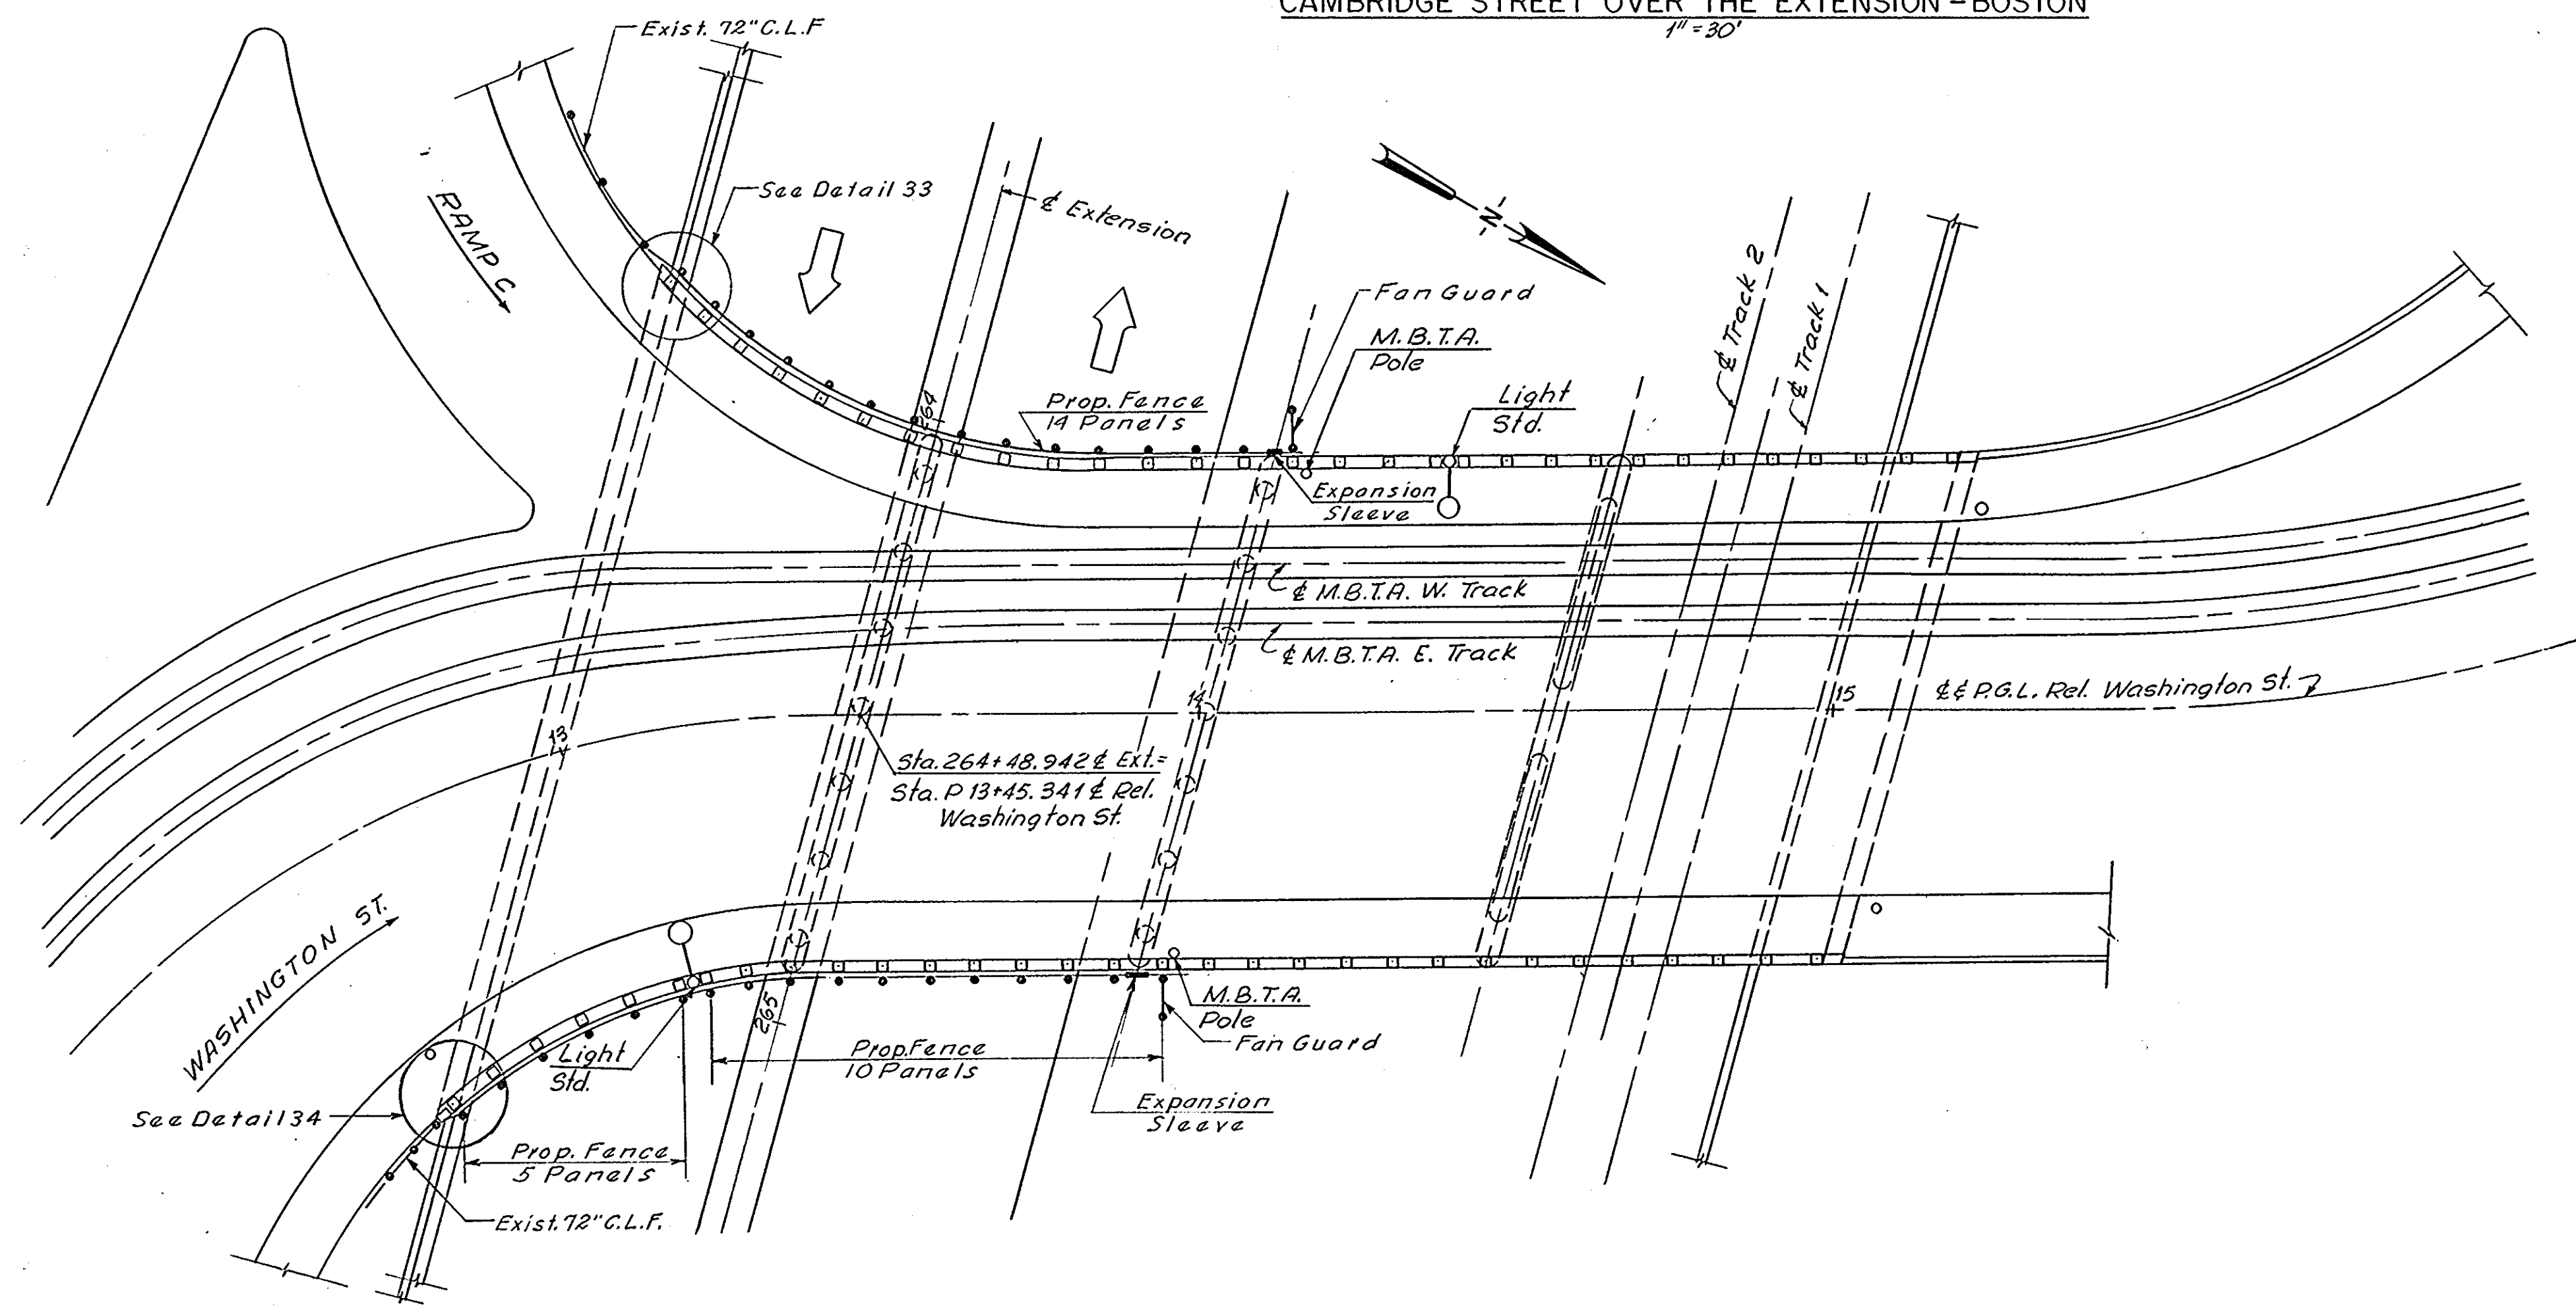 CAMBRIDGE STREET OVER THE EXTENSION-BOSTON
1"=30'
Exist. 72" C.L.F
See Detail 33
RAMP C
℄ Extension
-N-
Fan Guard
M.B.T.A.
Pole
℄ Track 2
℄ Track 1
Prop. Fence
14 Panels
Light
Std.
264
Expansion
Sleeve
℄ M.B.T.A. W. Track
℄ M.B.T.A. E. Track
13
14
15
℄ & P.G.L. Rel. Washington St.
Sta. 264+48.942 ℄ Ext.=
Sta. P 13+45.341 ℄ Rel.
Washington St.
WASHINGTON ST.
265
M.B.T.A.
Pole
Fan Guard
Light
Std.
Prop. Fence
10 Panels
Expansion
Sleeve
See Detail 34
Prop. Fence
5 Panels
Exist. 72" C.L.F.